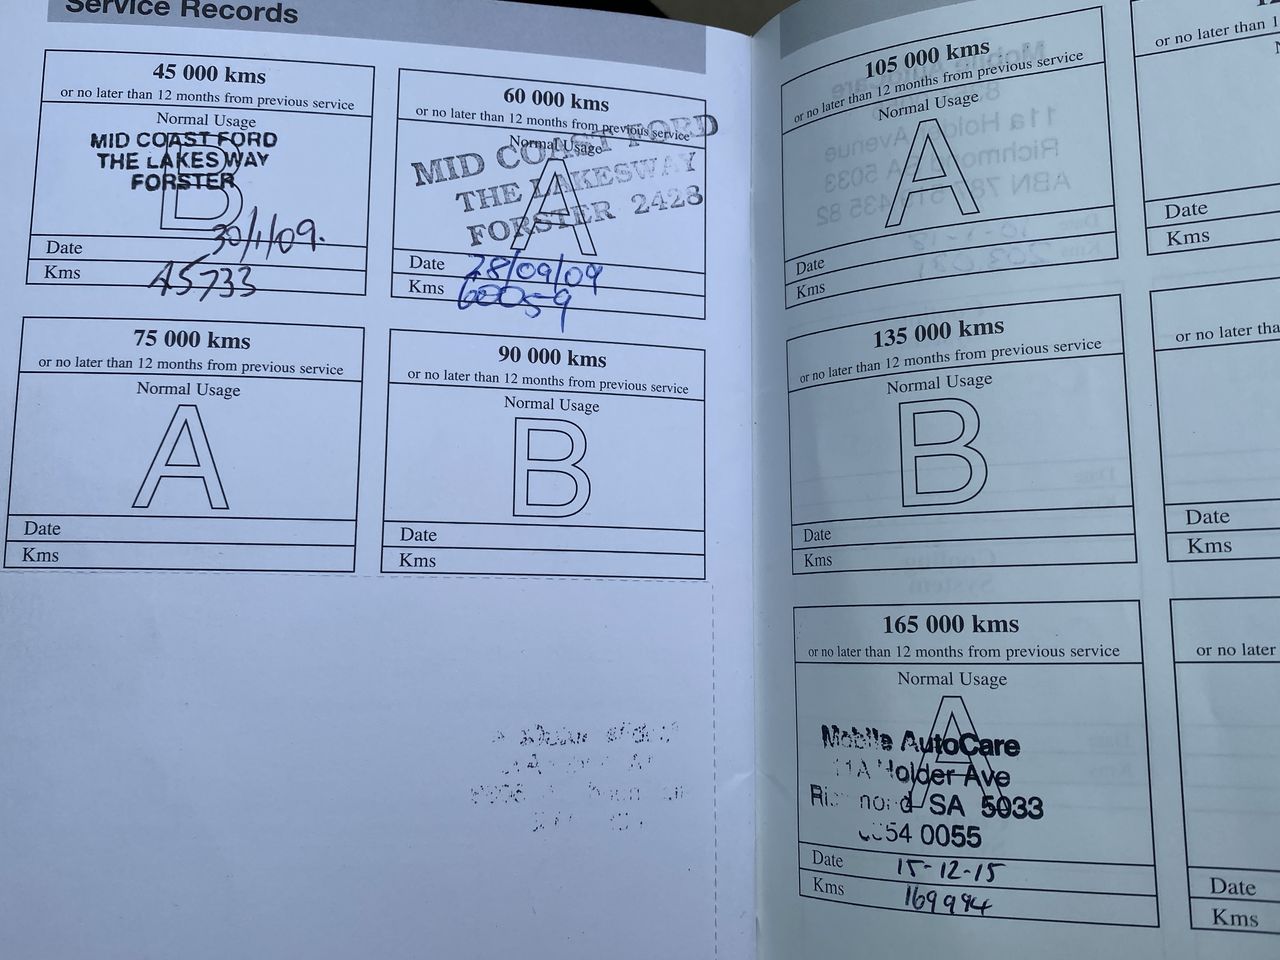 Service Records
45 000 kms
or no later than 12 months from previous service
Normal Usage
MID COAST FORD
THE LAKES WAY
FORSTER
B
Date 30/1/09.
Kms 45733
60 000 kms
or no later than 12 months from previous service
Normal Usage
MID COAST FORD
THE LAKESWAY
FORSTER 2428
A
Date 28/09/09
Kms 60059
75 000 kms
or no later than 12 months from previous service
Normal Usage
A
Date
Kms
90 000 kms
or no later than 12 months from previous service
Normal Usage
B
Date
Kms
105 000 kms
or no later than 12 months from previous service
Normal Usage
A
Date
Kms
135 000 kms
or no later than 12 months from previous service
Normal Usage
B
Date
Kms
165 000 kms
or no later than 12 months from previous service
Normal Usage
A
Mobile AutoCare
11A Holder Ave
SA 5033
54 0055
Date 15-12-15
Kms 169994
or no later than
Date
Kms
or no later
Date
Kms
or no later
Date
Kms